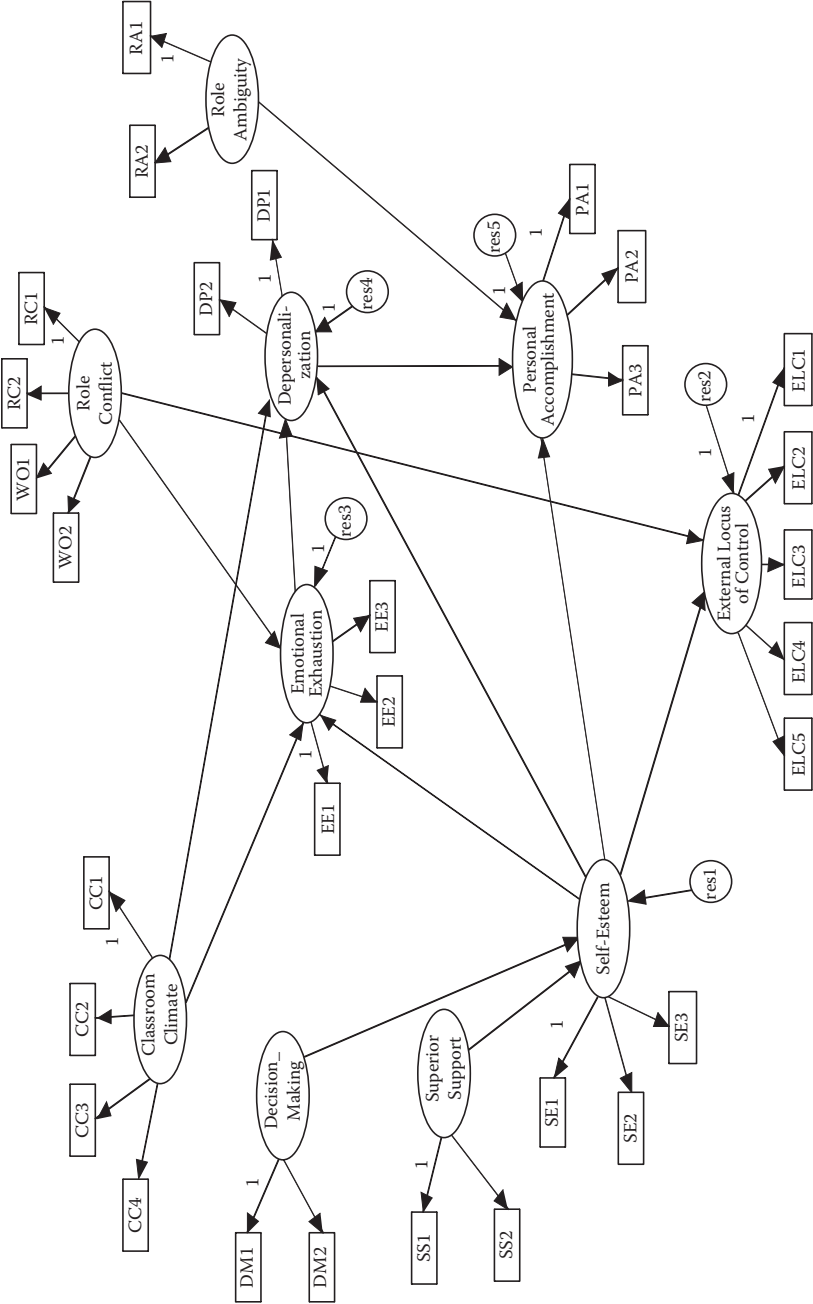 RC2
WO1
RC1
1
WO2
Role
Conflict
CC3
CC2
CC1
1
CC4
RA2
RA1
1
Classroom
Climate
Role
Ambiguity
DP2
DM1
1
DP1
1
Decision_
Making
Depersonali-
zation
Emotional
Exhaustion
1
1
1
DM2
EE1
res3
res4
EE2
EE3
SS1
1
Superior
Support
SS2
res5
1
1
Personal
Accomplishment
SE1
1
PA1
Self-Esteem
SE2
PA2
PA3
SE3
res1
1
res2
External Locus
of Control
1
ELC5
ELC4
ELC3
ELC2
ELC1